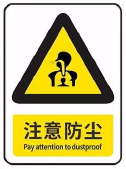 注意防尘
Pay attention to dustproof